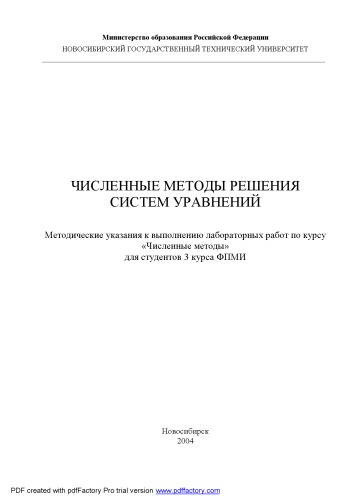 Министерство образования Российской Федерации
НОВОСИБИРСКИЙ ГОСУДАРСТВЕННЫЙ ТЕХНИЧЕСКИЙ УНИВЕРСИТЕТ
ЧИСЛЕННЫЕ МЕТОДЫ РЕШЕНИЯ
СИСТЕМ УРАВНЕНИЙ
Методические указания к выполнению лабораторных работ по курсу
«Численные методы»
для студентов 3 курса ФПМИ
Новосибирск
2004
PDF created with pdfFactory Pro trial version www.pdffactory.com